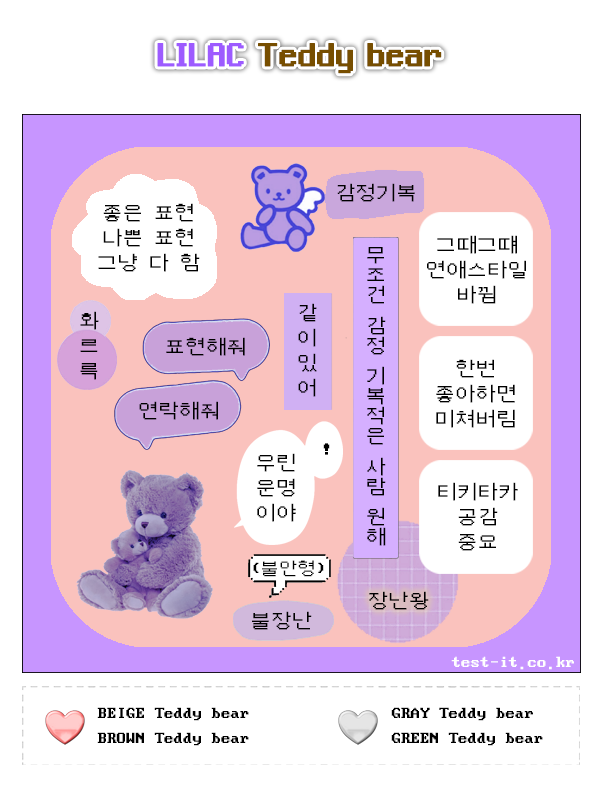 LILAC Teddy bear
좋은 표현
나쁜 표현
그냥 다 함
감정기복
그때그떄
연애스타일
바뀜
화
르
륵
표현해줘
연락해줘
같
이
있
어
무조건 감정 기복적은 사람 원해
한번
좋아하면
미쳐버림
우린
운명
이야
!
티키타카
공감
중요
(불안형)
불장난
장난왕
test-it.co.kr
BEIGE Teddy bear
BROWN Teddy bear
GRAY Teddy bear
GREEN Teddy bear